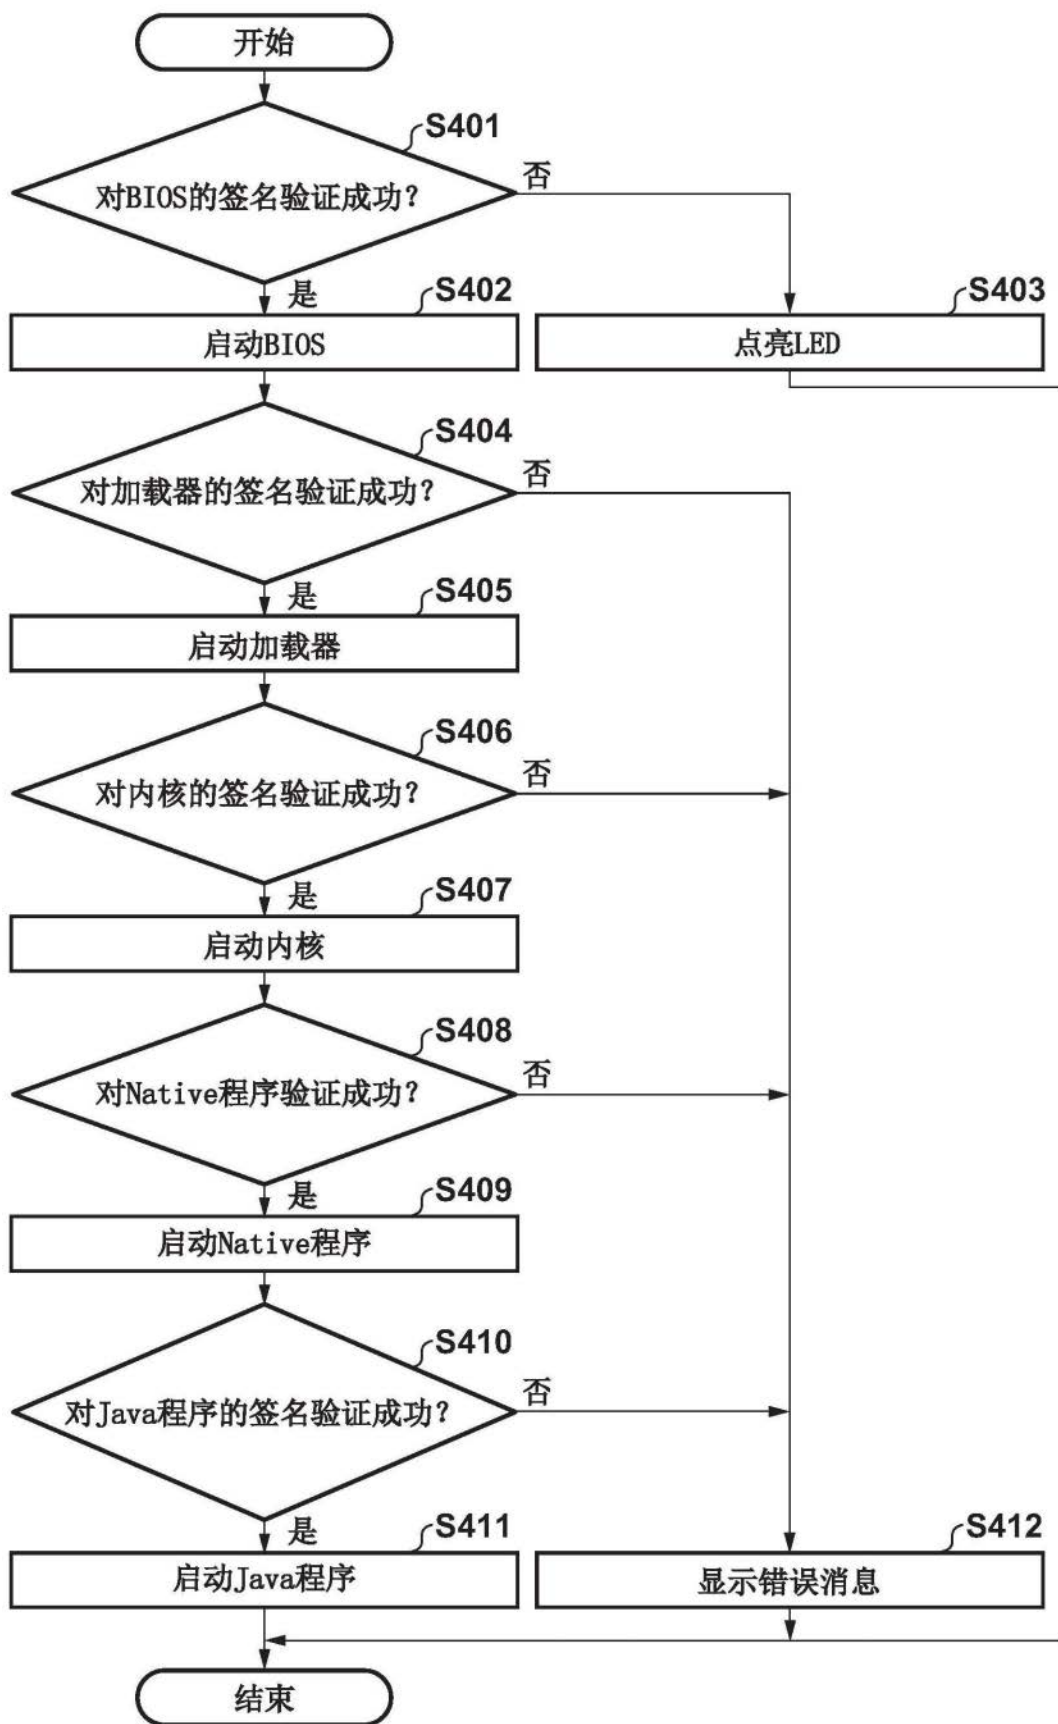 开始
S401
对BIOS的签名验证成功?
否
是
S402
启动BIOS
S403
点亮LED
S404
对加载器的签名验证成功?
否
是
S405
启动加载器
S406
对内核的签名验证成功?
否
是
S407
启动内核
S408
对Native程序验证成功?
否
是
S409
启动Native程序
S410
对Java程序的签名验证成功?
否
是
S411
启动Java程序
S412
显示错误消息
结束